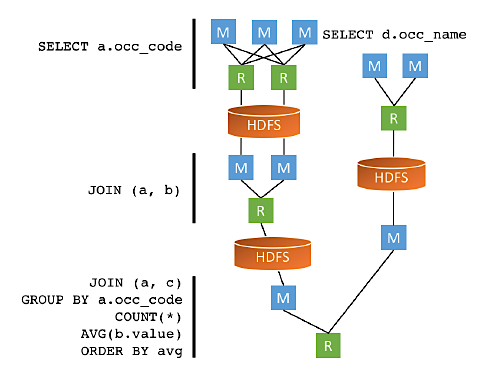 M M M
SELECT a.occ_code
SELECT d.occ_name
R R
M M
R
HDFS
M M
HDFS
JOIN (a, b)
R
M
HDFS
JOIN (a, c)
M
GROUP BY a.occ_code
COUNT(*)
AVG(b.value)
R
ORDER BY avg